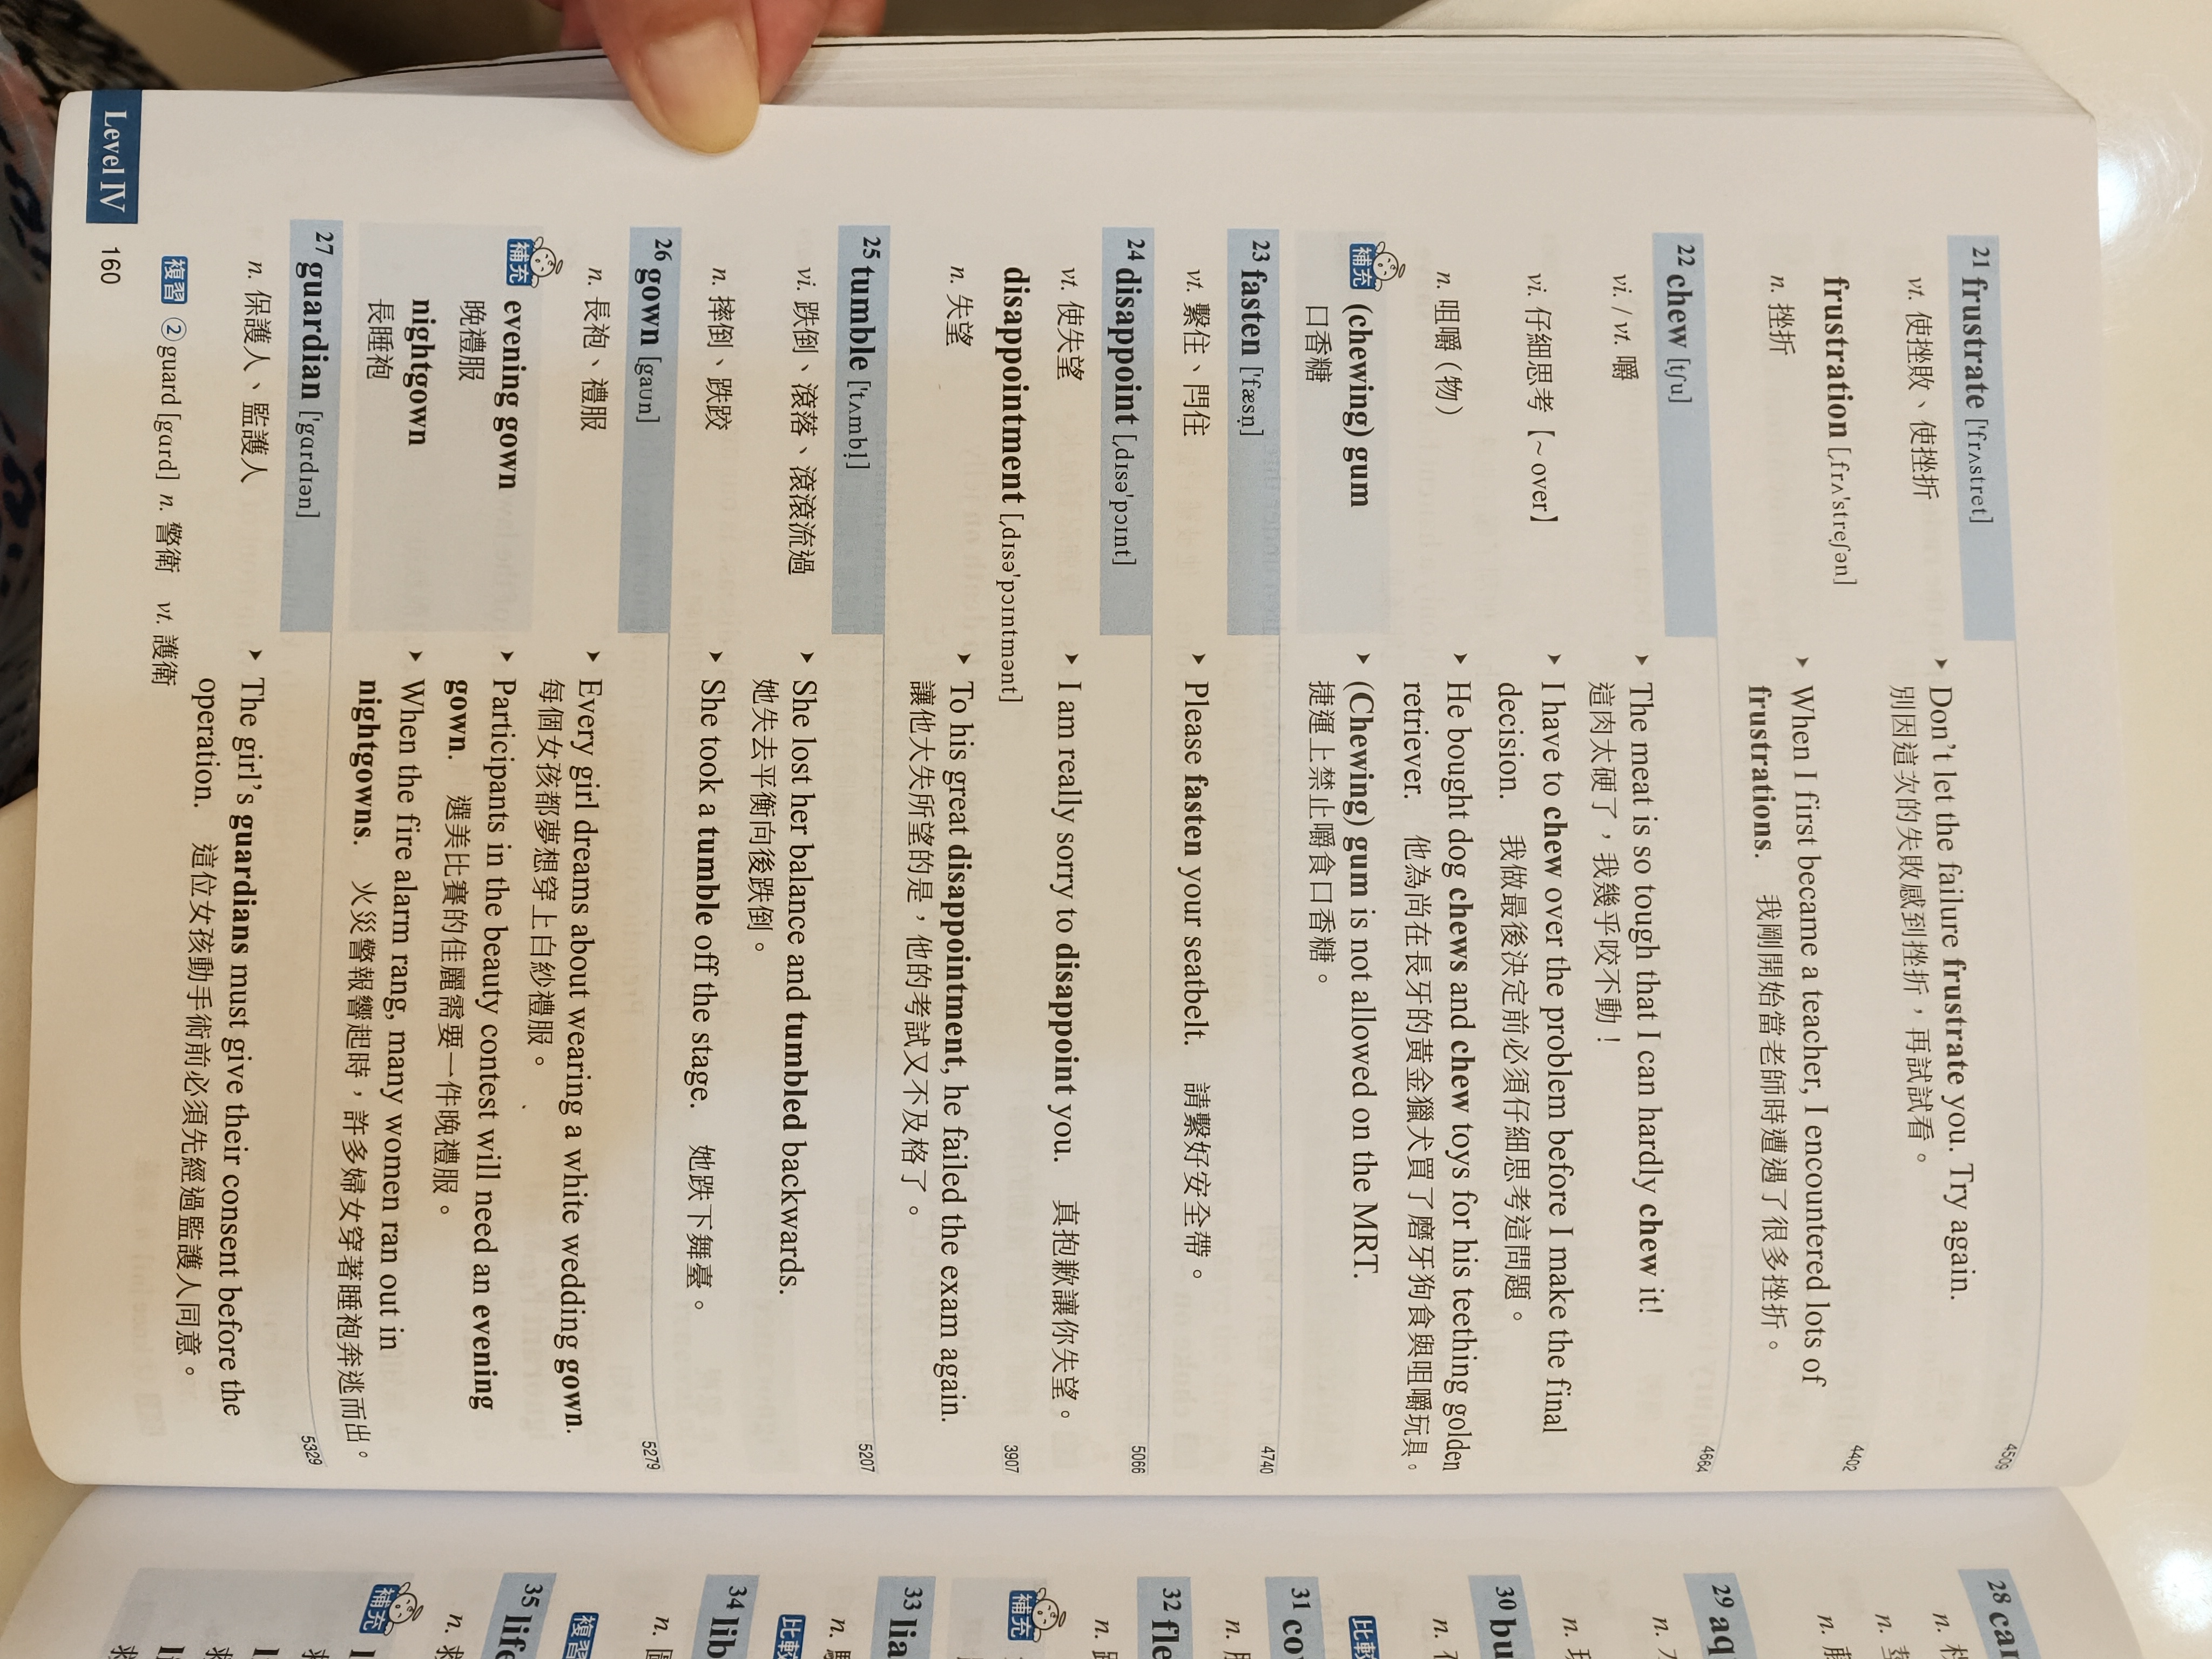 21 frustrate [ˈfrʌstret]
4509
vt. 使挫敗、使挫折
➤ Don't let the failure frustrate you. Try again.
別因這次的失敗感到挫折，再試試看。
frustration [ˌfrʌˈstreʃən]
4402
n. 挫折
➤ When I first became a teacher, I encountered lots of
frustrations. 我剛開始當老師時遭遇了很多挫折。
22 chew [tʃu]
4664
vi. / vt. 嚼
➤ The meat is so tough that I can hardly chew it!
這肉太硬了，我幾乎咬不動！
vi. 仔細思考【~ over】
➤ I have to chew over the problem before I make the final
decision. 我做最後決定前必須仔細思考這問題。
n. 咀嚼（物）
➤ He bought dog chews and chew toys for his teething golden
retriever. 他為尚在長牙的黃金獵犬買了磨牙狗食與咀嚼玩具。
補充 (chewing) gum
口香糖
➤ (Chewing) gum is not allowed on the MRT.
捷運上禁止嚼食口香糖。
23 fasten [ˈfæsn̩]
4740
vt. 繫住、閂住
➤ Please fasten your seatbelt. 請繫好安全帶。
24 disappoint [ˌdɪsəˈpɔɪnt]
5066
vt. 使失望
➤ I am really sorry to disappoint you. 真抱歉讓你失望。
disappointment [ˌdɪsəˈpɔɪntmənt]
3907
n. 失望
➤ To his great disappointment, he failed the exam again.
讓他大失所望的是，他的考試又不及格了。
25 tumble [ˈtʌmbl̩]
5207
vi. 跌倒、滾落、滾滾流過
➤ She lost her balance and tumbled backwards.
她失去平衡向後跌倒。
n. 摔倒、跌跤
➤ She took a tumble off the stage. 她跌下舞臺。
26 gown [gaʊn]
5279
n. 長袍、禮服
➤ Every girl dreams about wearing a white wedding gown.
每個女孩都夢想穿上白紗禮服。
補充 evening gown
晚禮服
➤ Participants in the beauty contest will need an evening
gown. 選美比賽的佳麗需要一件晚禮服。
nightgown
長睡袍
➤ When the fire alarm rang, many women ran out in
nightgowns. 火災警報響起時，許多婦女穿著睡袍奔逃而出。
27 guardian [ˈgɑrdɪən]
5329
n. 保護人、監護人
➤ The girl's guardians must give their consent before the
operation. 這位女孩動手術前必須先經過監護人同意。
複習 ② guard [gɑrd] n. 警衛 vt. 護衛
Level IV 160
28
n.
n.
n.
29
n.
n.
30
n.
比較
31
n.
32
n.
補充
33
n.
比較
34
n.
複習
35
n.
補充